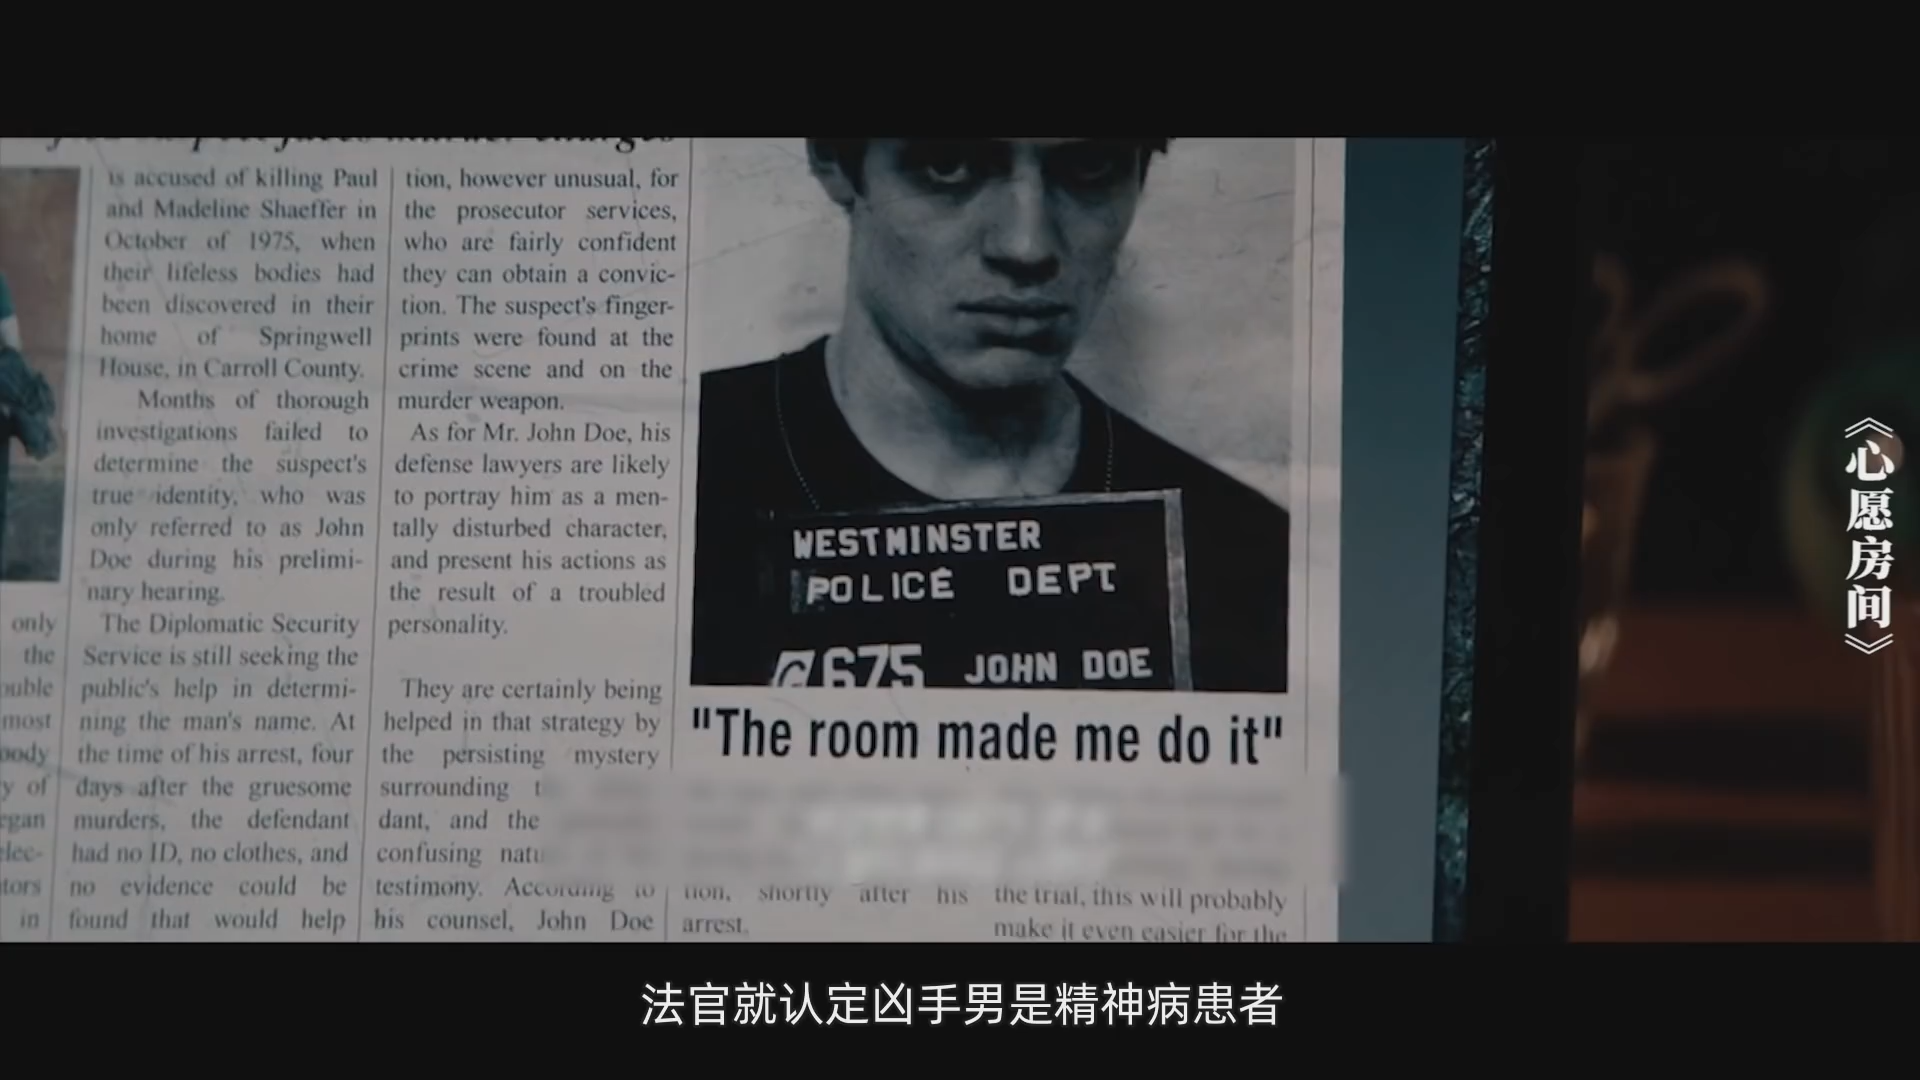 is accused of killing Paul
and Madeline Shaeffer in
October of 1975, when
their lifeless bodies had
been discovered in their
home of Springwell
House, in Carroll County.
Months of thorough
investigations failed to
determine the suspect's
true identity, who was
only referred to as John
Doe during his prelimi-
nary hearing.
The Diplomatic Security
Service is still seeking the
public's help in determi-
ning the man's name. At
the time of his arrest, four
days after the gruesome
murders, the defendant
had no ID, no clothes, and
no evidence could be
found that would help
tion, however unusual, for
the prosecutor services,
who are fairly confident
they can obtain a convic-
tion. The suspect's finger-
prints were found at the
crime scene and on the
murder weapon.
As for Mr. John Doe, his
defense lawyers are likely
to portray him as a men-
tally disturbed character,
and present his actions as
the result of a troubled
personality.
They are certainly being
helped in that strategy by
the persisting mystery
surrounding
dant, and the
confusing
testimony. According to
his counsel, John Doe
only
the
most
y of
in
WESTMINSTER
POLICE DEPT
675 JOHN DOE
"The room made me do it"
tion, shortly after his
arrest.
the trial, this will probably
make it even easier for the
《心愿房间》
法官就认定凶手男是精神病患者